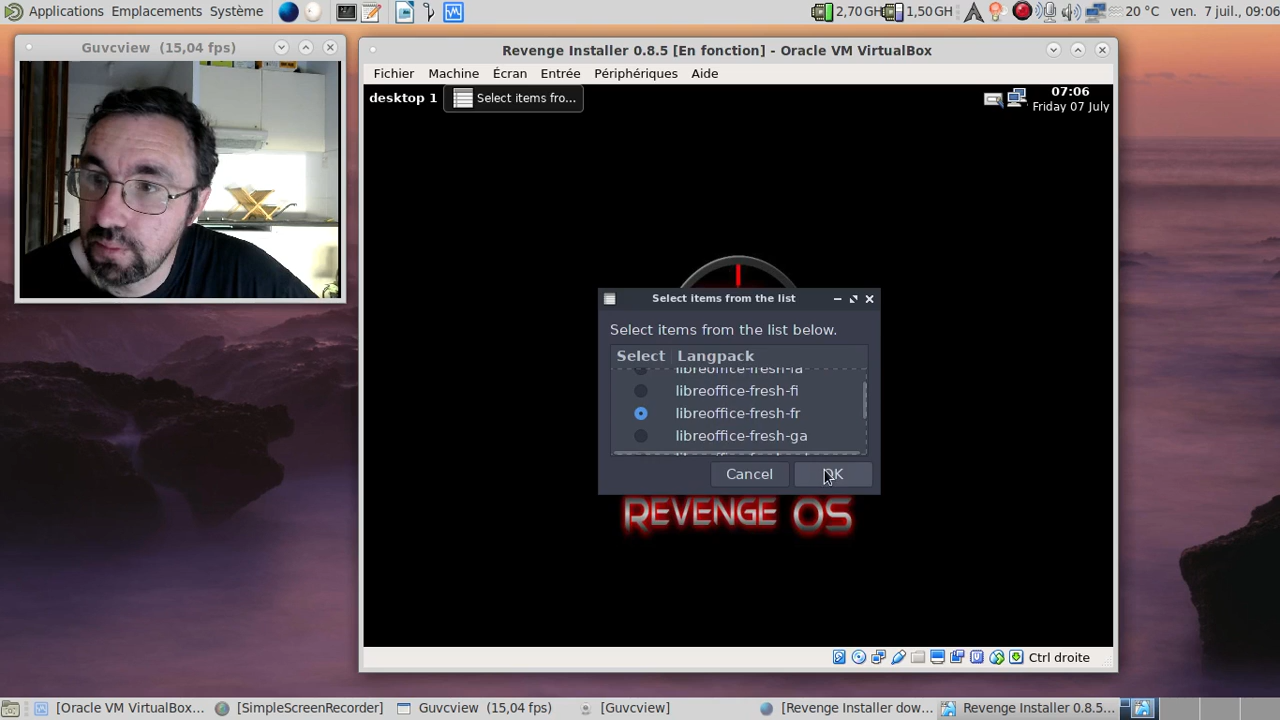 Applications Emplacements Système
2,70 GH 1,50 GH 20 °C ven. 7 juil., 09:06
Guvcview (15,04 fps)
Revenge Installer 0.8.5 [En fonction] - Oracle VM VirtualBox
Fichier Machine Écran Entrée Périphériques Aide
desktop 1 Select items fro...
07:06
Friday 07 July
Select items from the list
Select items from the list below.
Select Langpack
libreoffice-fresh-fa
libreoffice-fresh-fi
libreoffice-fresh-fr
libreoffice-fresh-ga
Cancel OK
REVENGE OS
Ctrl droite
[Oracle VM VirtualBox... [SimpleScreenRecorder] Guvcview (15,04 fps) [Guvcview] [Revenge Installer dow... Revenge Installer 0.8.5...